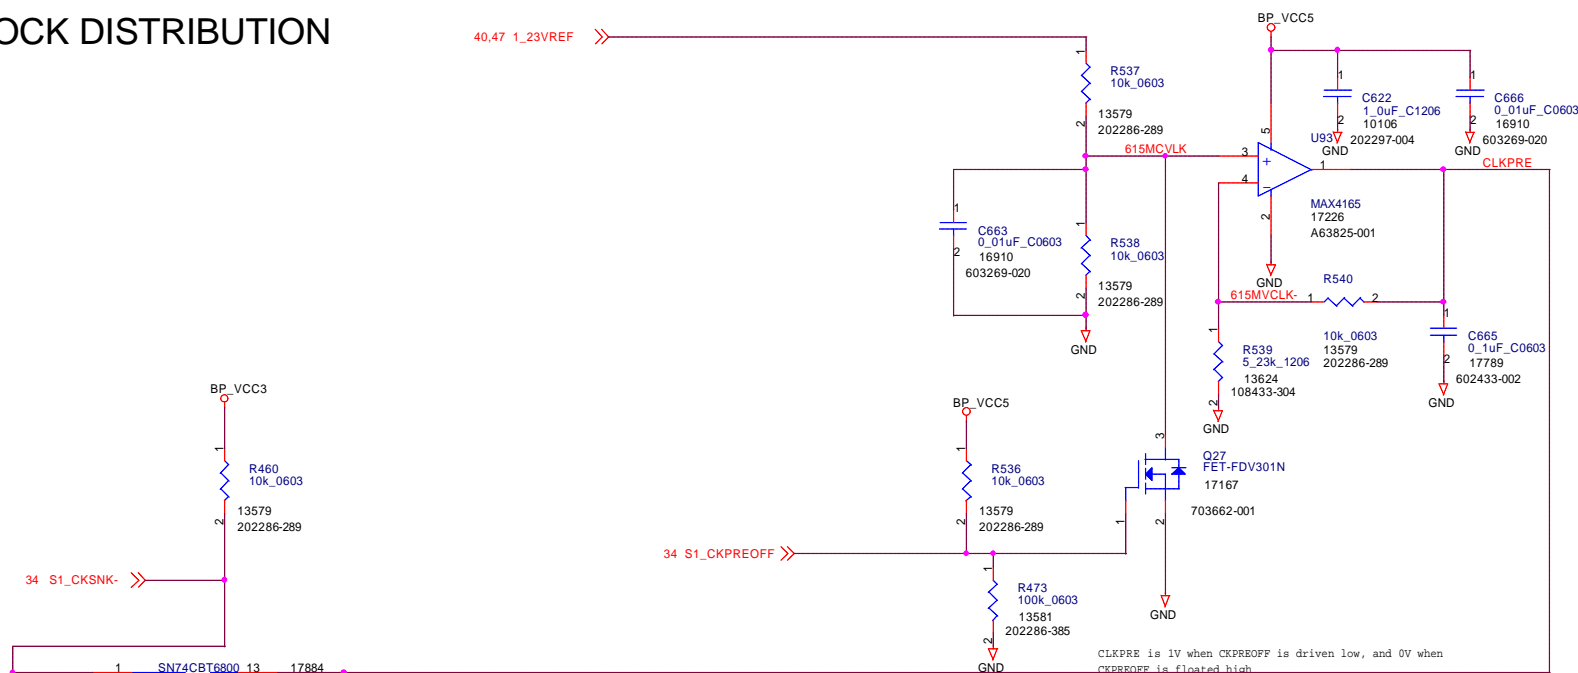 OCK DISTRIBUTION
40,47 1_23VREF
1
R537
10k_0603
13579
202286-289
2
615MCVLK
BP_VCC5
1
C622
1_0uF_C1206
10106
202297-004
2
GND
1
C666
0_01uF_C0603
16910
603269-020
2
GND
U93
5
3
+
4
−
1
2
MAX4165
17226
A63825-001
GND
CLKPRE
1
C663
0_01uF_C0603
16910
603269-020
2
1
R538
10k_0603
13579
202286-289
2
GND
615MVCLK-
R540
1
2
10k_0603
13579
202286-289
1
R539
5_23k_1206
13624
108433-304
2
GND
1
C665
0_1uF_C0603
17789
602433-002
2
GND
BP_VCC3
1
R460
10k_0603
13579
202286-289
2
34 S1_CKSNK-
BP_VCC5
1
R536
10k_0603
13579
202286-289
2
34 S1_CKPREOFF
3
Q27
FET-FDV301N
17167
703662-001
1
2
GND
1
R473
100k_0603
13581
202286-385
2
GND
CLKPRE is 1V when CKPREOFF is driven low, and 0V when
CKPREOFF is floated high
1
SN74CBT6800
13
17884